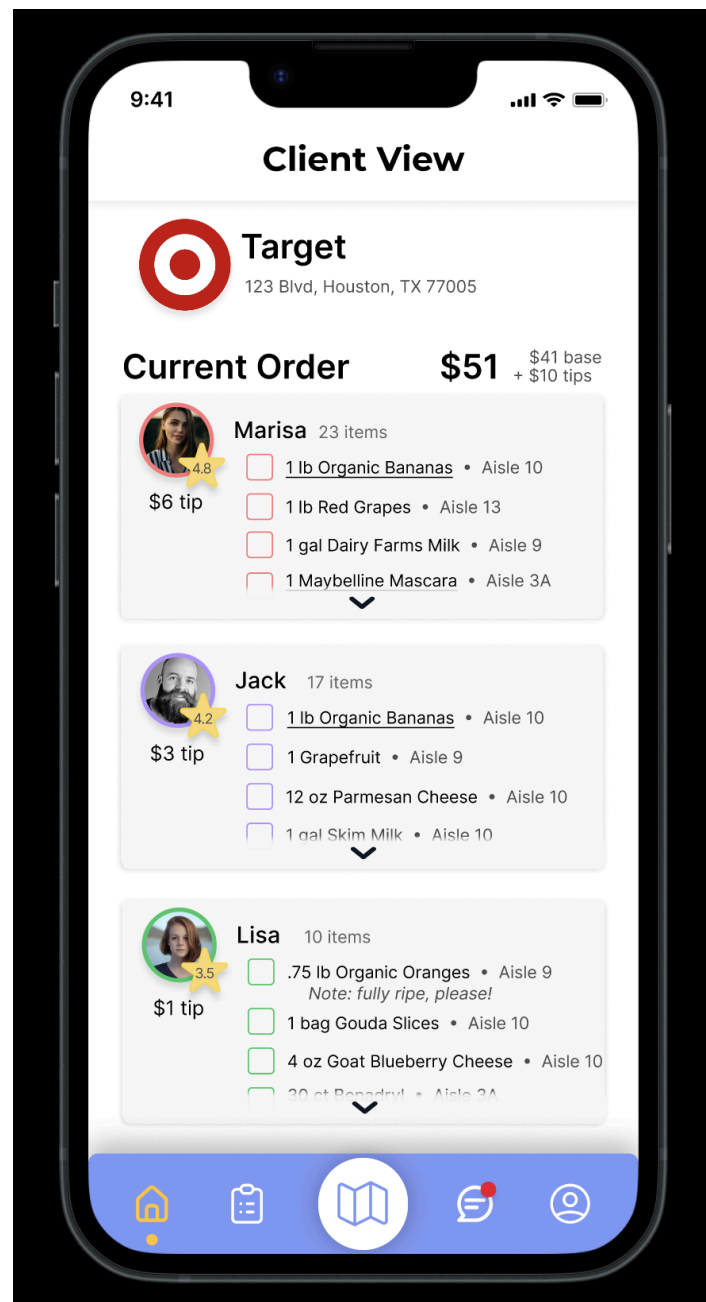 9:41
Client View
Target
123 Blvd, Houston, TX 77005
Current Order $51 $41 base
+ $10 tips
Marisa 23 items
4.8
$6 tip
1 lb Organic Bananas • Aisle 10
1 lb Red Grapes • Aisle 13
1 gal Dairy Farms Milk • Aisle 9
1 Maybelline Mascara • Aisle 3A
Jack 17 items
4.2
$3 tip
1 lb Organic Bananas • Aisle 10
1 Grapefruit • Aisle 9
12 oz Parmesan Cheese • Aisle 10
1 gal Skim Milk • Aisle 10
Lisa 10 items
3.5
$1 tip
.75 lb Organic Oranges • Aisle 9
Note: fully ripe, please!
1 bag Gouda Slices • Aisle 10
4 oz Goat Blueberry Cheese • Aisle 10
30 ct Benadryl • Aisle 3A